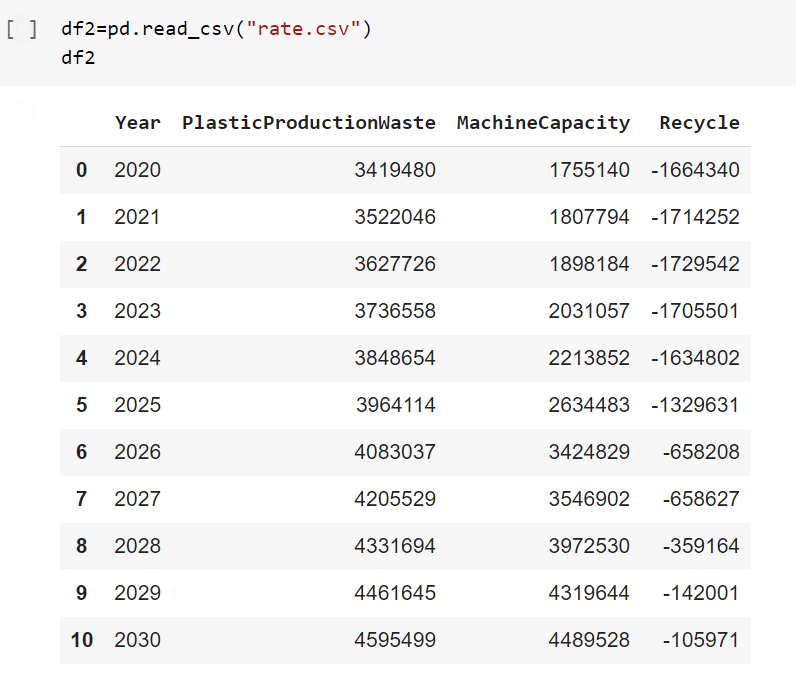 [ ] df2=pd.read_csv("rate.csv")
df2
Year PlasticProductionWaste MachineCapacity Recycle
0 2020 3419480 1755140 -1664340
1 2021 3522046 1807794 -1714252
2 2022 3627726 1898184 -1729542
3 2023 3736558 2031057 -1705501
4 2024 3848654 2213852 -1634802
5 2025 3964114 2634483 -1329631
6 2026 4083037 3424829 -658208
7 2027 4205529 3546902 -658627
8 2028 4331694 3972530 -359164
9 2029 4461645 4319644 -142001
10 2030 4595499 4489528 -105971